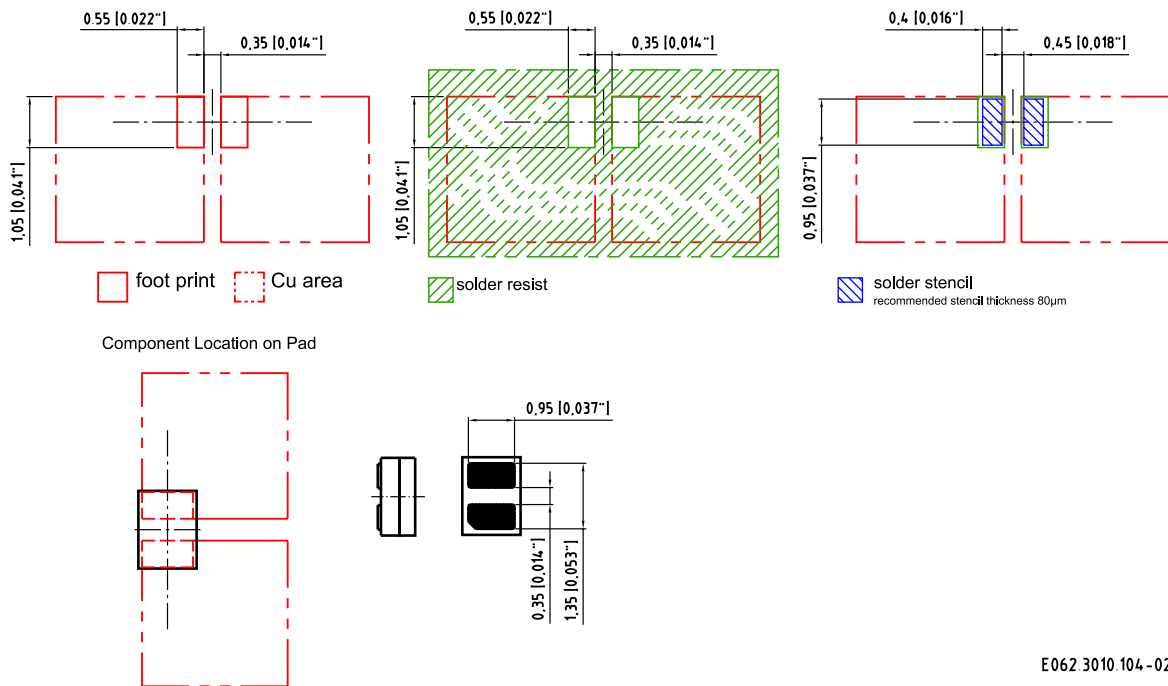 0.55 [0.022"]
0,35 [0,014"]
1,05 [0,041"]
0,55 [0,022"]
0,35 [0,014"]
1,05 [0,041"]
0,4 [0,016"]
0,45 [0,018"]
0,95 [0,037"]
foot print
Cu area
solder resist
solder stencil
recommended stencil thickness 80µm
Component Location on Pad
0,95 [0,037"]
0,35 [0,014"]
1,35 [0,053"]
E062.3010.104-02